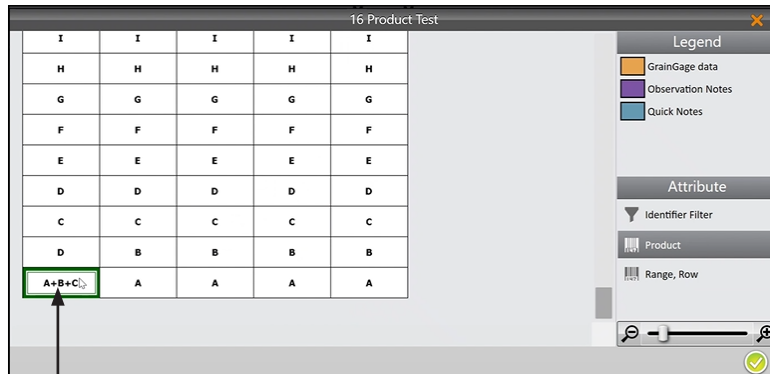 16 Product Test
I I I I I
H H H H H
G G G G G
F F F F F
E E E E E
D D D D D
C C C C C
D B B B B
A+B+C A A A A
Legend
GrainGage data
Observation Notes
Quick Notes
Attribute
Identifier Filter
Product
Range, Row